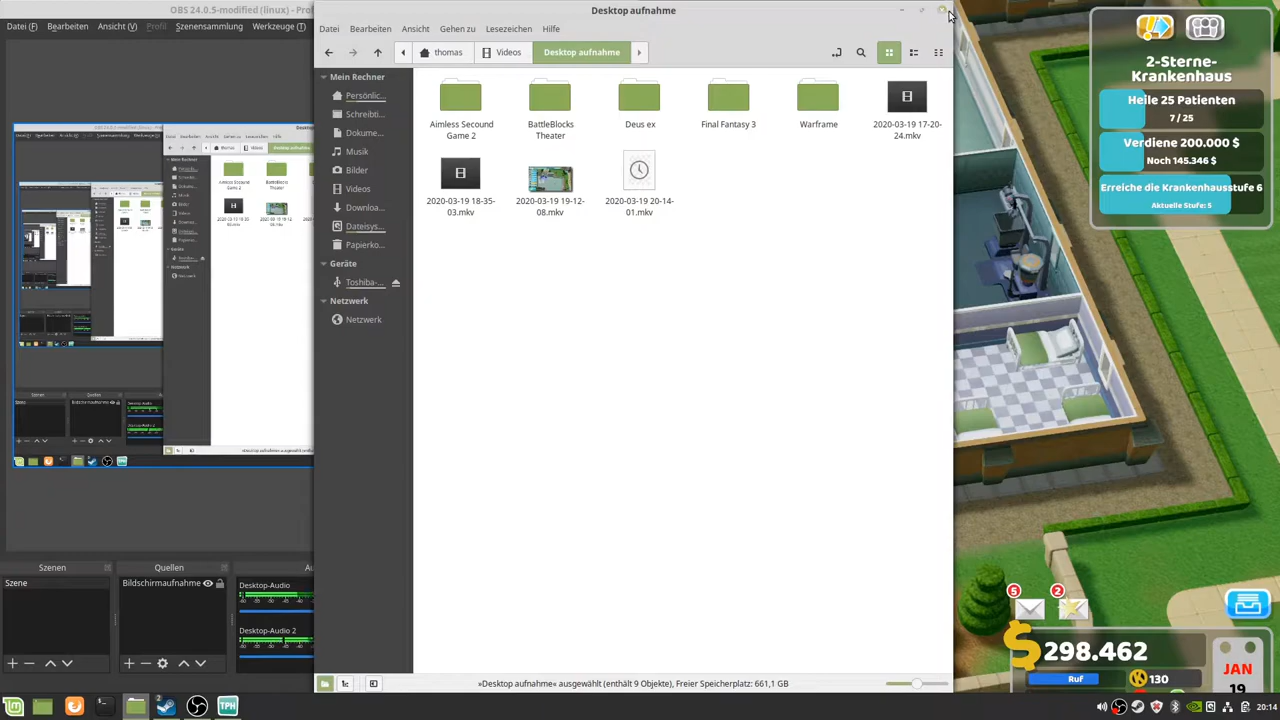 OBS 24.0.5-modified (linux) - Prof
Datei (F) Bearbeiten Ansicht (V) Profil Szenensammlung Werkzeuge (T)
Desktop aufnahme
Datei Bearbeiten Ansicht Gehen zu Lesezeichen Hilfe
thomas Videos Desktop aufnahme
Mein Rechner
Persönlic...
Schreibti...
Dokume...
Musik
Bilder
Videos
Downloa...
Dateisys...
Papierko...
Geräte
Toshiba-...
Netzwerk
Netzwerk
Aimless Secound
Game 2
BattleBlocks
Theater
Deus ex
Final Fantasy 3
Warframe
2020-03-19 17-20-
24.mkv
2020-03-19 18-35-
03.mkv
2020-03-19 19-12-
08.mkv
2020-03-19 20-14-
01.mkv
»Desktop aufnahme« ausgewählt (enthält 9 Objekte), Freier Speicherplatz: 661,1 GB
Szenen
Szene
Quellen
Bildschirmaufnahme
Au
Desktop-Audio
Desktop-Audio 2
2-Sterne-
Krankenhaus
Heile 25 Patienten
7 / 25
Verdiene 200.000 $
Noch 145.346 $
Erreiche die Krankenhausstufe 6
Aktuelle Stufe: 5
5
2
$ 298.462
Ruf
130
JAN
19
TPH
20:14